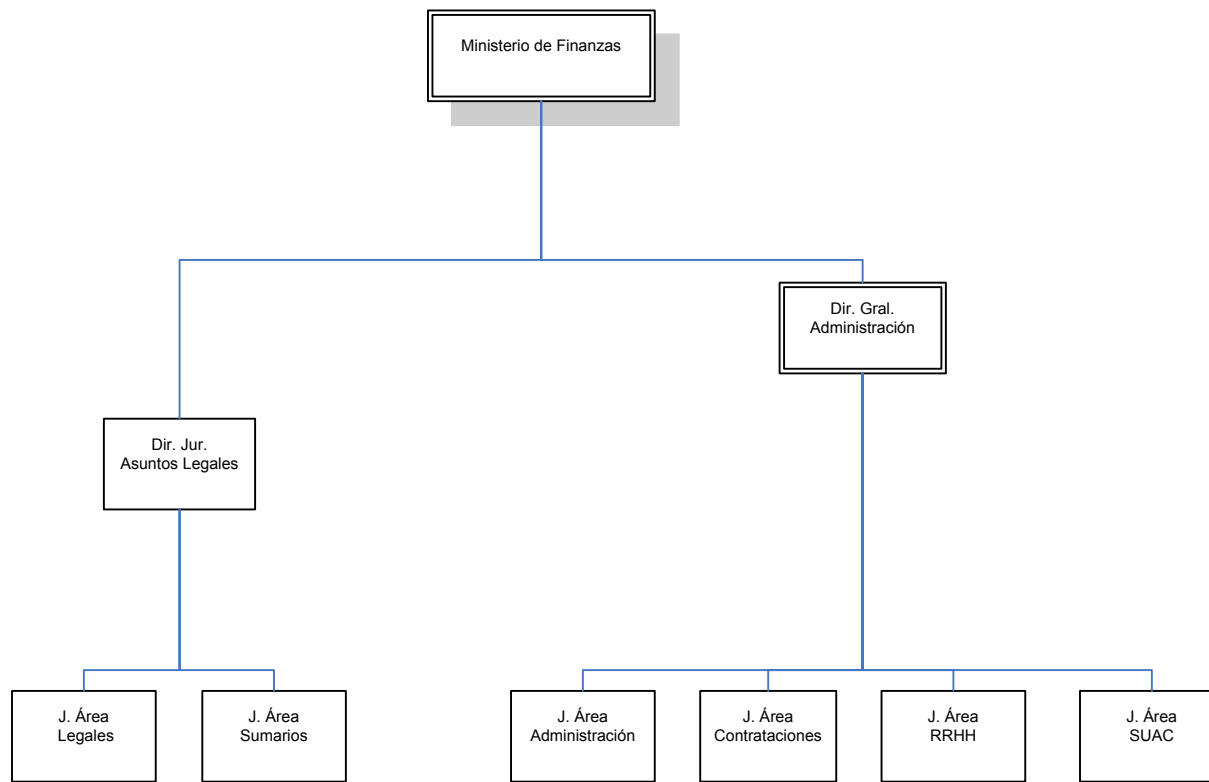 Ministerio de Finanzas
Dir. Gral.
Administración
Dir. Jur.
Asuntos Legales
J. Área
Legales
J. Área
Sumarios
J. Área
Administración
J. Área
Contrataciones
J. Área
RRHH
J. Área
SUAC